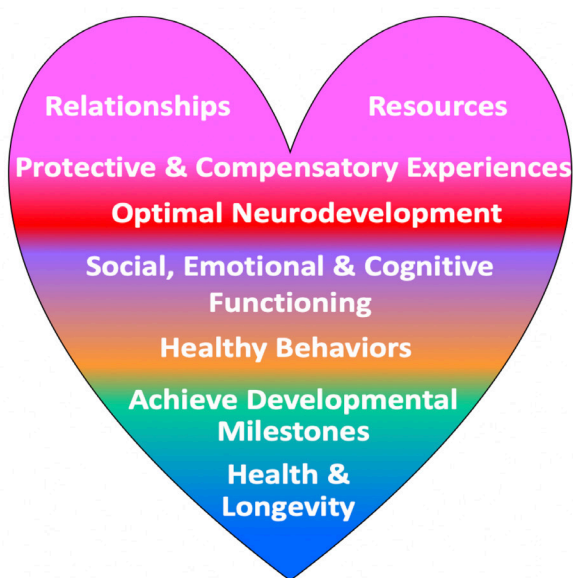 Relationships Resources
Protective & Compensatory Experiences
Optimal Neurodevelopment
Social, Emotional & Cognitive
Functioning
Healthy Behaviors
Achieve Developmental
Milestones
Health &
Longevity